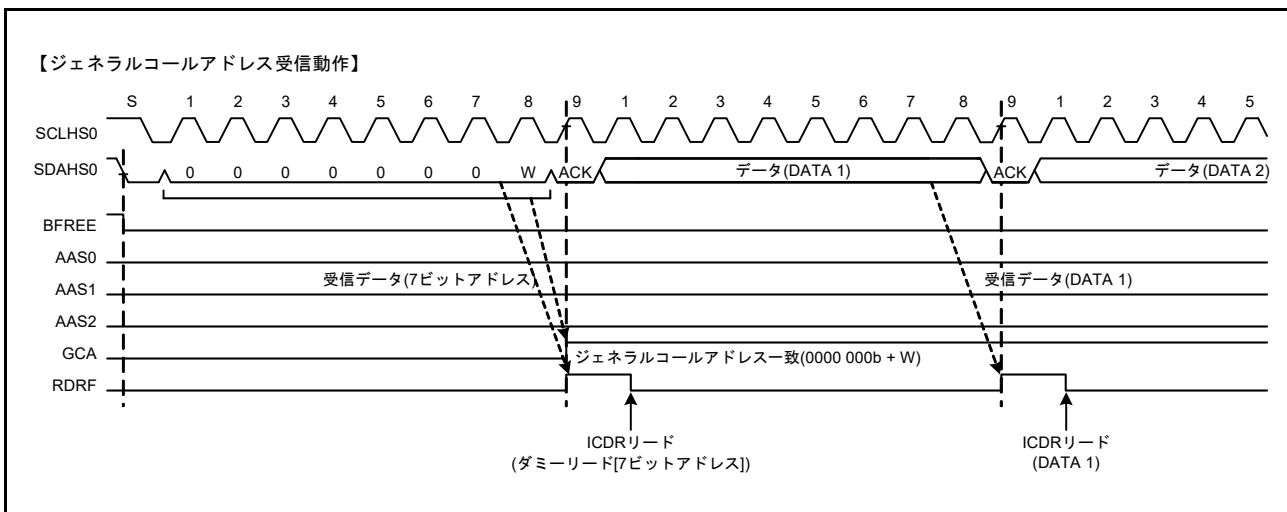 【ジェネラルコールアドレス受信動作】
S 1 2 3 4 5 6 7 8 9 1 2 3 4 5 6 7 8 9 1 2 3 4 5
SCLHS0
SDAHS0 0 0 0 0 0 0 0 W ACK データ(DATA 1) ACK データ(DATA 2)
BFREE
AAS0
受信データ(7ビットアドレス) 受信データ(DATA 1)
AAS1
AAS2
GCA ジェネラルコールアドレス一致(0000 000b + W)
RDRF
ICDRリード
(ダミーリード[7ビットアドレス])
ICDRリード
(DATA 1)